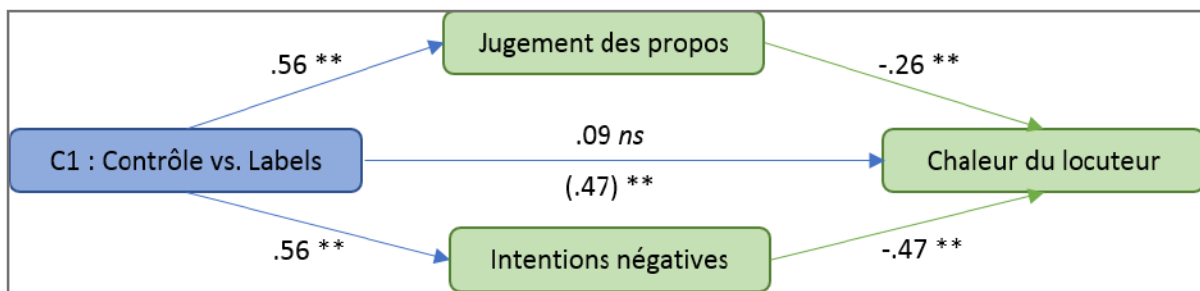 Jugement des propos
.56 **
-.26 **
.09 ns
C1 : Contrôle vs. Labels
Chaleur du locuteur
(.47) **
.56 **
-.47 **
Intentions négatives